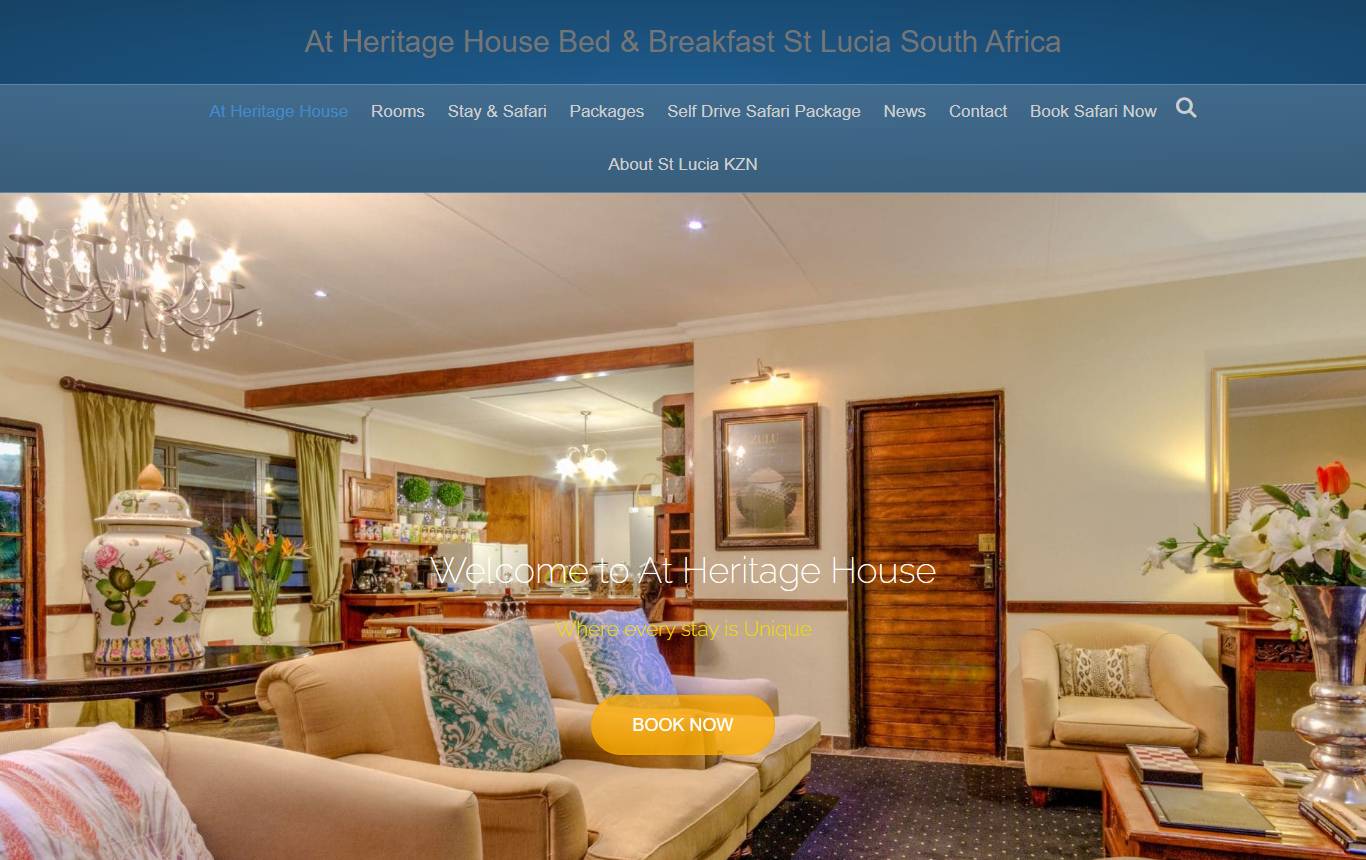 At Heritage House Bed & Breakfast St Lucia South Africa
At Heritage House Rooms Stay & Safari Packages Self Drive Safari Package News Contact Book Safari Now
About St Lucia KZN
ZULU
Welcome to At Heritage House
Where every stay is Unique
BOOK NOW